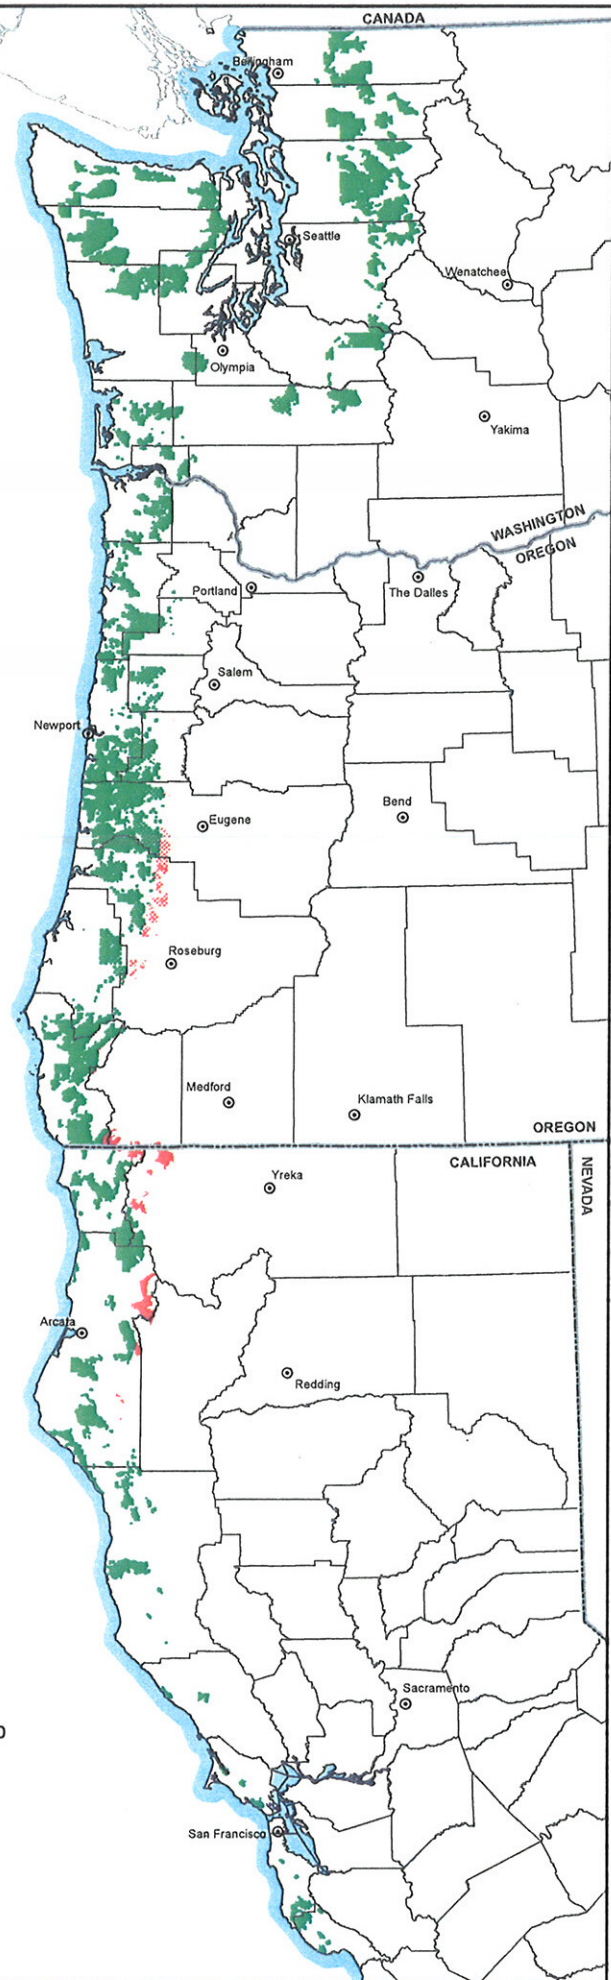 CANADA
Bellingham
Seattle
Wenatchee
Olympia
Yakima
WASHINGTON
OREGON
Portland
The Dalles
Salem
Newport
Bend
Eugene
Roseburg
Medford
Klamath Falls
OREGON
CALIFORNIA
NEVADA
Yreka
Arcata
Redding
Sacramento
San Francisco